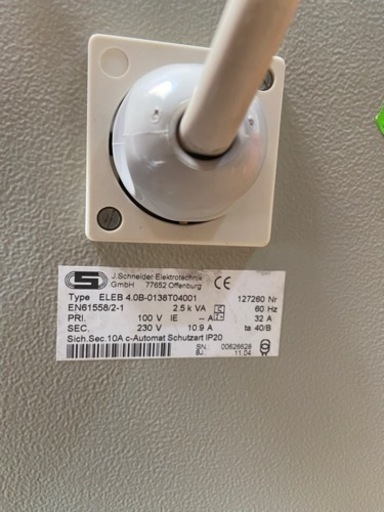 J.Schneider Elektrotechnik
GmbH 77652 Offenburg CE
Type ELEB 4.0B-0138T04001 127260 Nr
EN61558/2-1 2.5 k VA 60 Hz
PRI. 100 V IE -- A 32 A
SEC. 230 V 10.9 A ta 40/B
Sich.Sec.10A c-Automat Schutzart IP20
SN. 00626628
BJ. 11.04